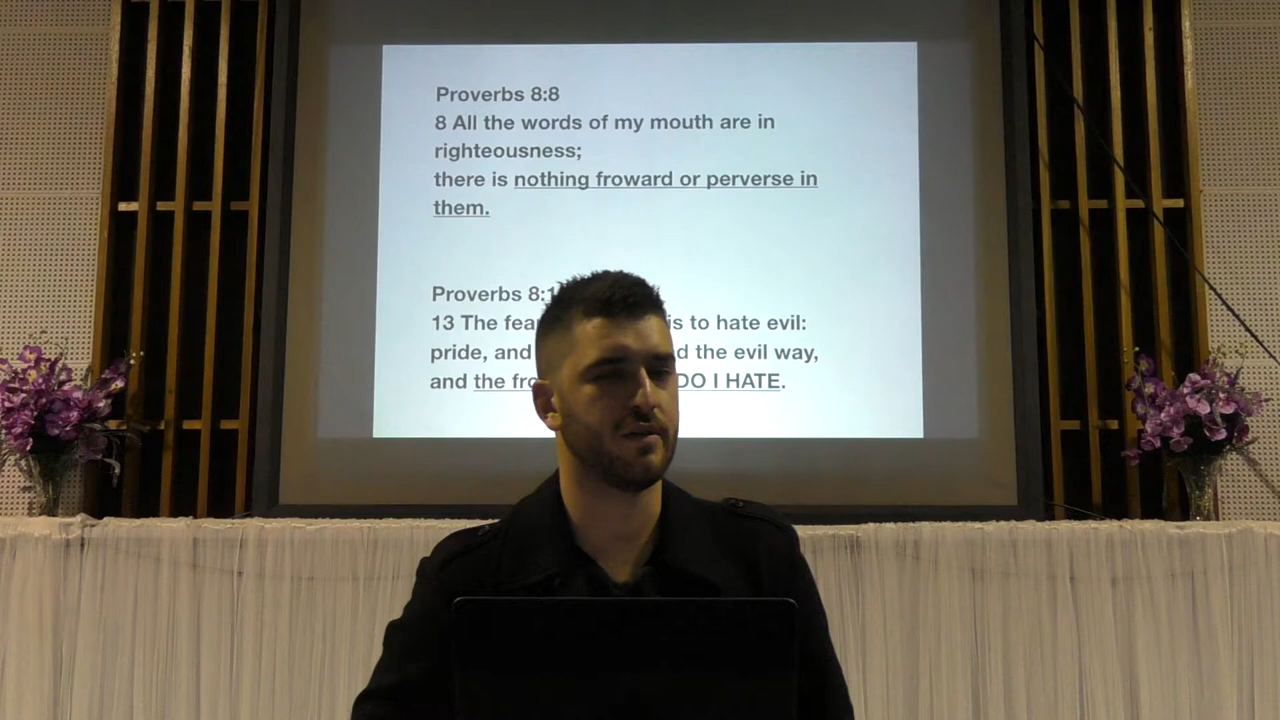 Proverbs 8:8
8 All the words of my mouth are in
righteousness;
there is nothing froward or perverse in
them.
Proverbs 8:1
13 The fear is to hate evil:
pride, and the evil way,
and the DO I HATE.